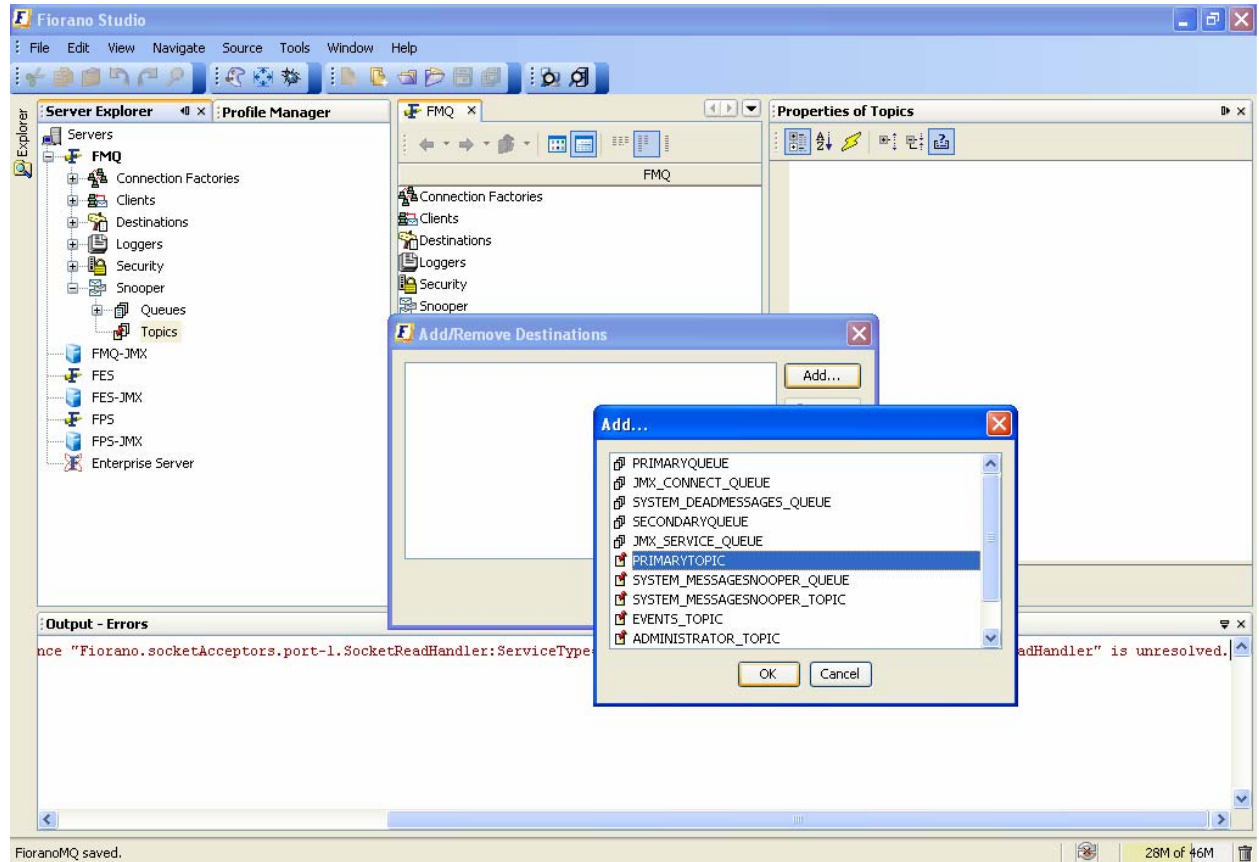 Fiorano Studio
File Edit View Navigate Source Tools Window Help
Explorer
Server Explorer
Profile Manager
Servers
FMQ
Connection Factories
Clients
Destinations
Loggers
Security
Snooper
Queues
Topics
FMQ-JMX
FES
FES-JMX
FPS
FPS-JMX
Enterprise Server
FMQ
FMQ
Connection Factories
Clients
Destinations
Loggers
Security
Snooper
Properties of Topics
Add/Remove Destinations
Add...
Add...
PRIMARYQUEUE
JMX_CONNECT_QUEUE
SYSTEM_DEADMESSAGES_QUEUE
SECONDARYQUEUE
JMX_SERVICE_QUEUE
PRIMARYTOPIC
SYSTEM_MESSAGESNOOPER_QUEUE
SYSTEM_MESSAGESNOOPER_TOPIC
EVENTS_TOPIC
ADMINISTRATOR_TOPIC
OK Cancel
Output - Errors
nce "Fiorano.socketAcceptors.port-1.SocketReadHandler:ServiceType= adHandler" is unresolved.
FioranoMQ saved.
28M of 46M